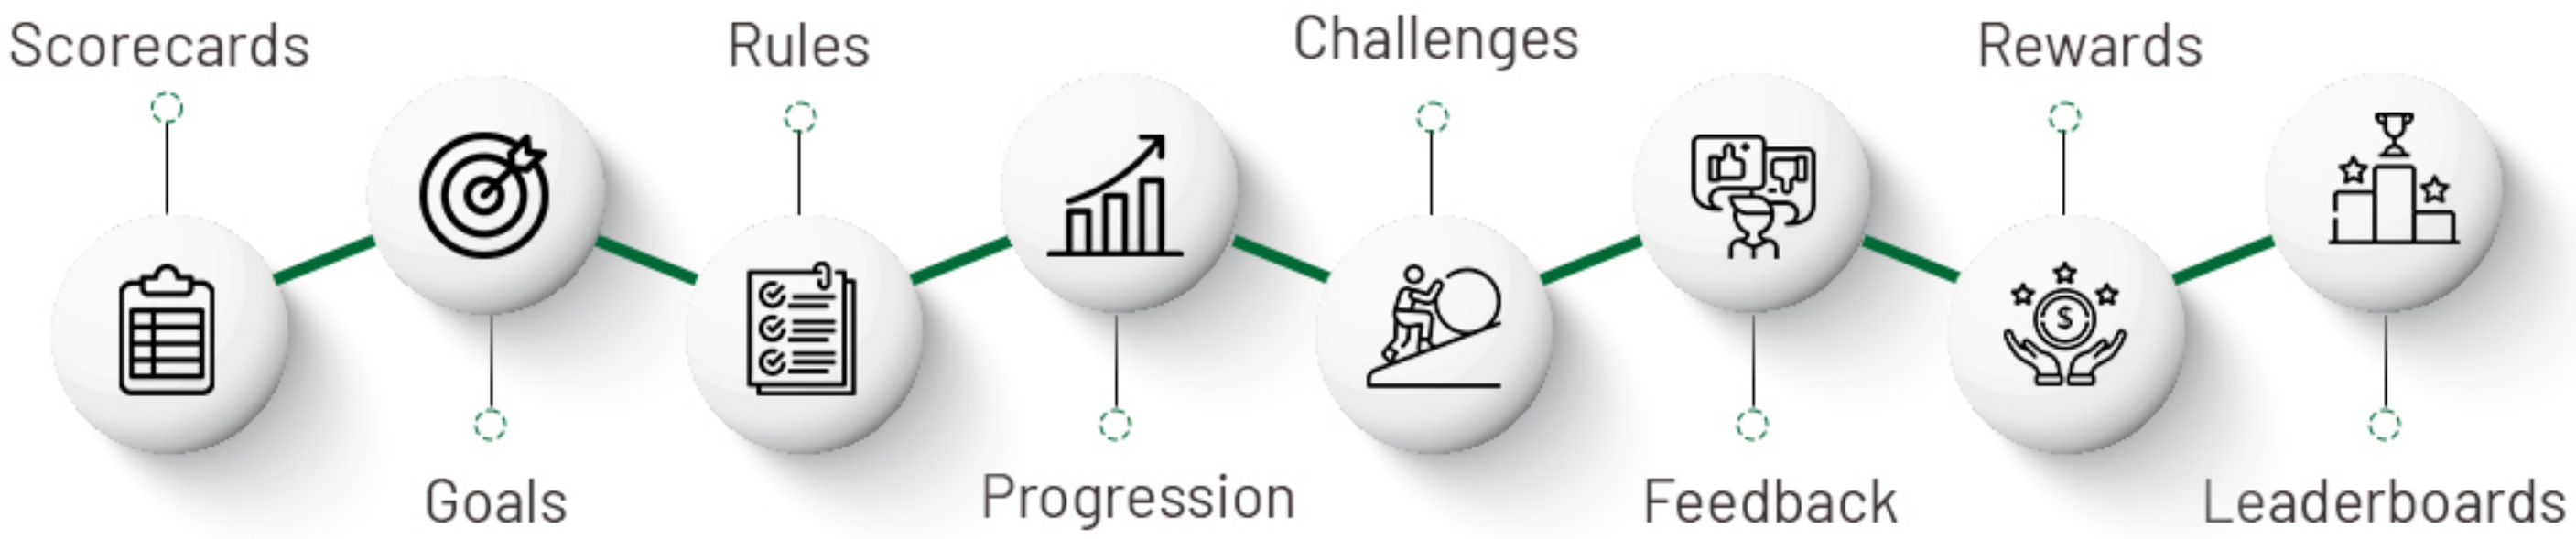 Scorecards
Goals
Rules
Progression
Challenges
Feedback
Rewards
$
Leaderboards